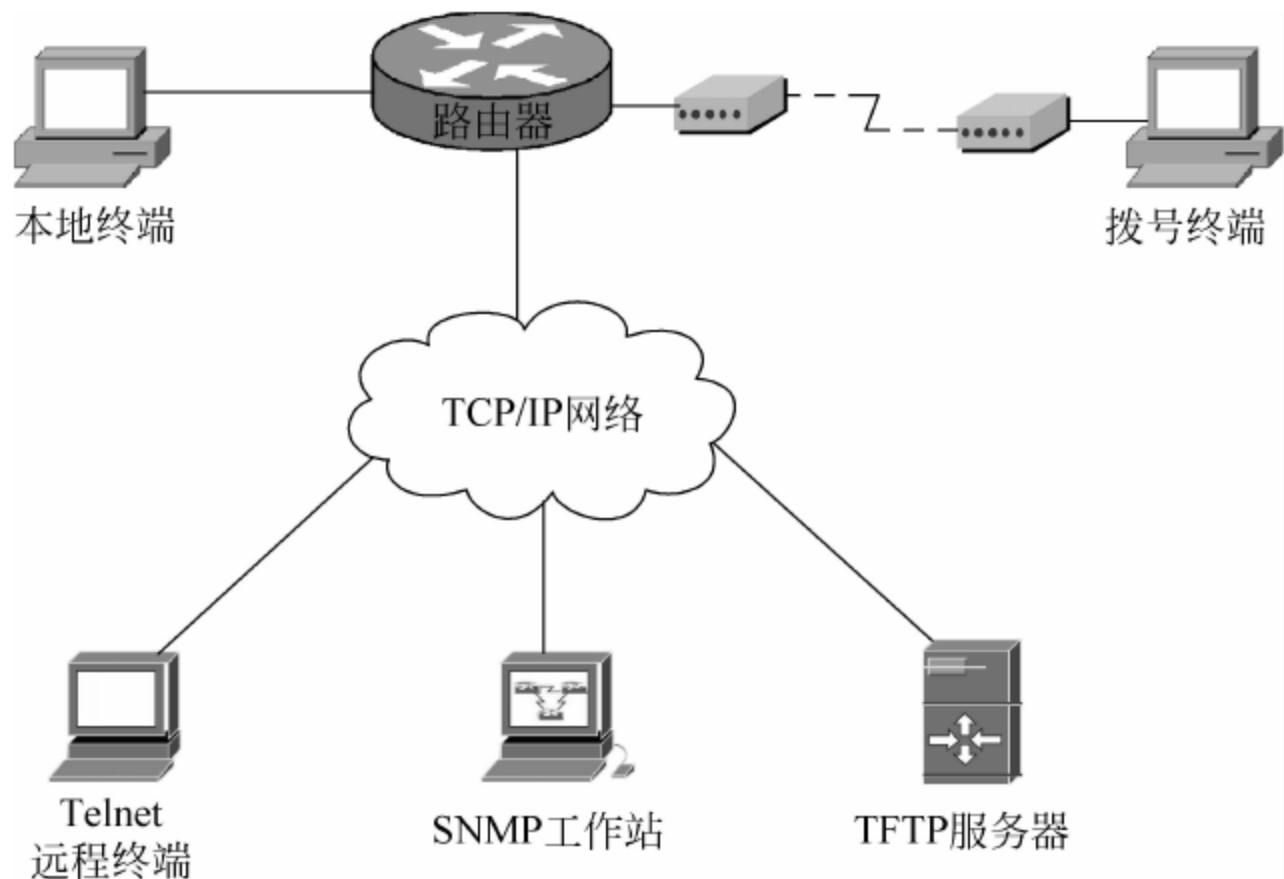 路由器
本地终端
拨号终端
TCP/IP网络
Telnet
远程终端
SNMP工作站
TFTP服务器